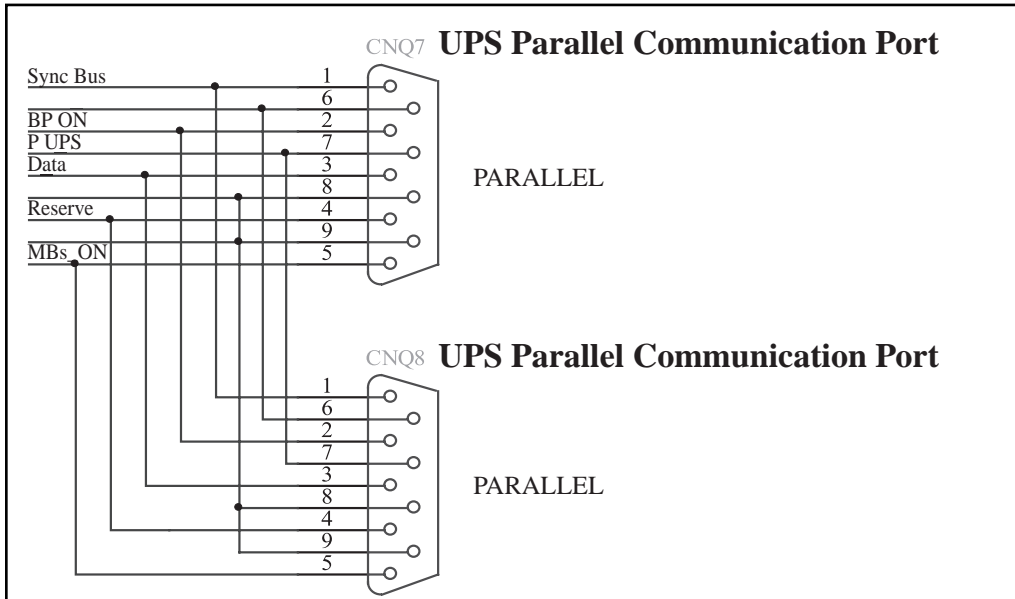 CNQ7 UPS Parallel Communication Port
Sync Bus 1
6
BP ON 2
P UPS 7
Data 3
8
Reserve 4
9
MBs_ON 5
PARALLEL
CNQ8 UPS Parallel Communication Port
1
6
2
7
3
8
4
9
5
PARALLEL